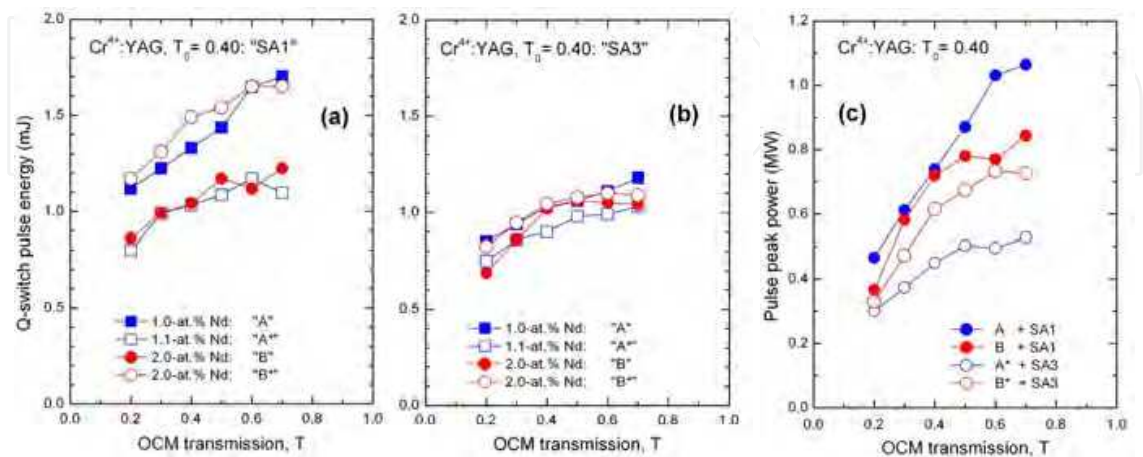 Cr4+:YAG, T0 = 0.40: "SA1"
(a)
Q-switch pulse energy (mJ)
2.0
1.5
1.0
0.5
0.0
1.0-at.% Nd: "A"
1.1-at.% Nd: "A*"
2.0-at.% Nd: "B"
2.0-at.% Nd: "B*"
0.0 0.2 0.4 0.6 0.8 1.0
OCM transmission, T
Cr4+:YAG, T0 = 0.40: "SA3"
(b)
2.0
1.5
1.0
0.5
0.0
1.0-at.% Nd: "A"
1.1-at.% Nd: "A*"
2.0-at.% Nd: "B"
2.0-at.% Nd: "B*"
0.0 0.2 0.4 0.6 0.8 1.0
OCM transmission, T
Cr4+:YAG: T0 = 0.40
(c)
Pulse peak power (MW)
1.2
1.0
0.8
0.6
0.4
0.2
0.0
A + SA1
B + SA1
A* + SA3
B* = SA3
0.0 0.2 0.4 0.6 0.8 1.0
OCM transmission, T